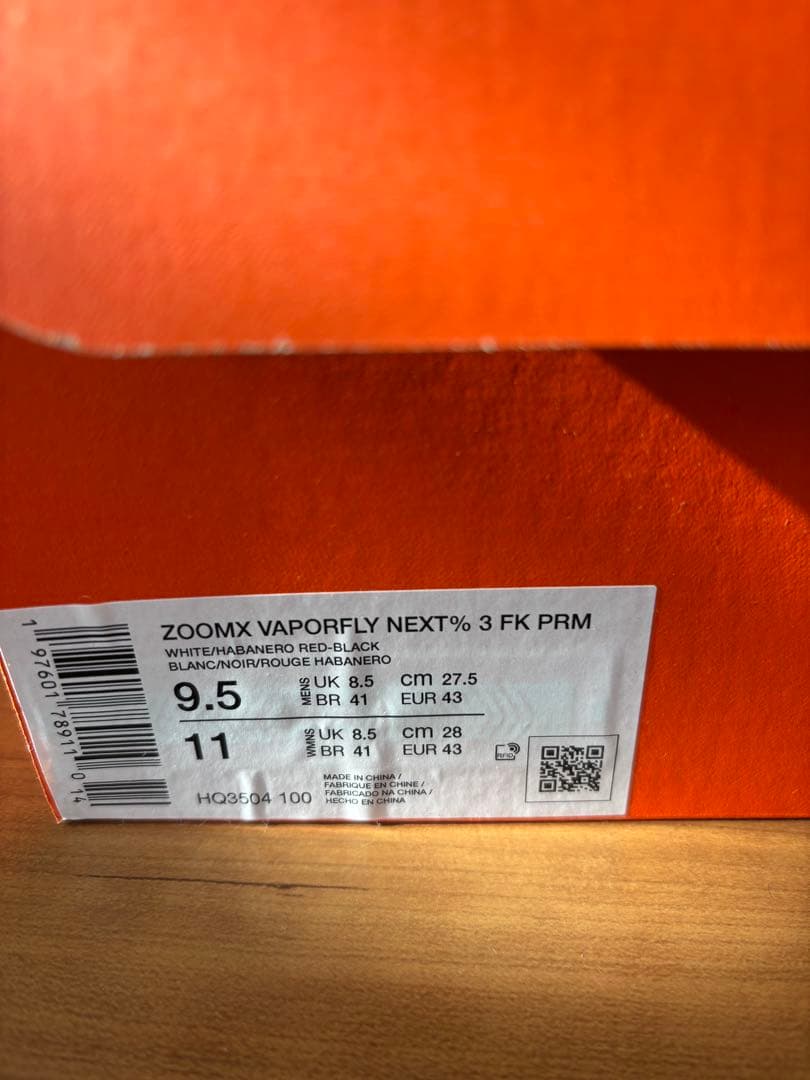 ZOOMX VAPORFLY NEXT% 3 FK PRM
WHITE/HABANERO RED-BLACK
BLANC/NOIR/ROUGE HABANERO
9.5 MENS UK 8.5 cm 27.5
BR 41 EUR 43
11 WMNS UK 8.5 cm 28
BR 41 EUR 43
RFID
HQ3504 100
MADE IN CHINA /
FABRIQUE EN CHINE /
FABRICADO NA CHINA /
HECHO EN CHINA
1 97601 78911 014